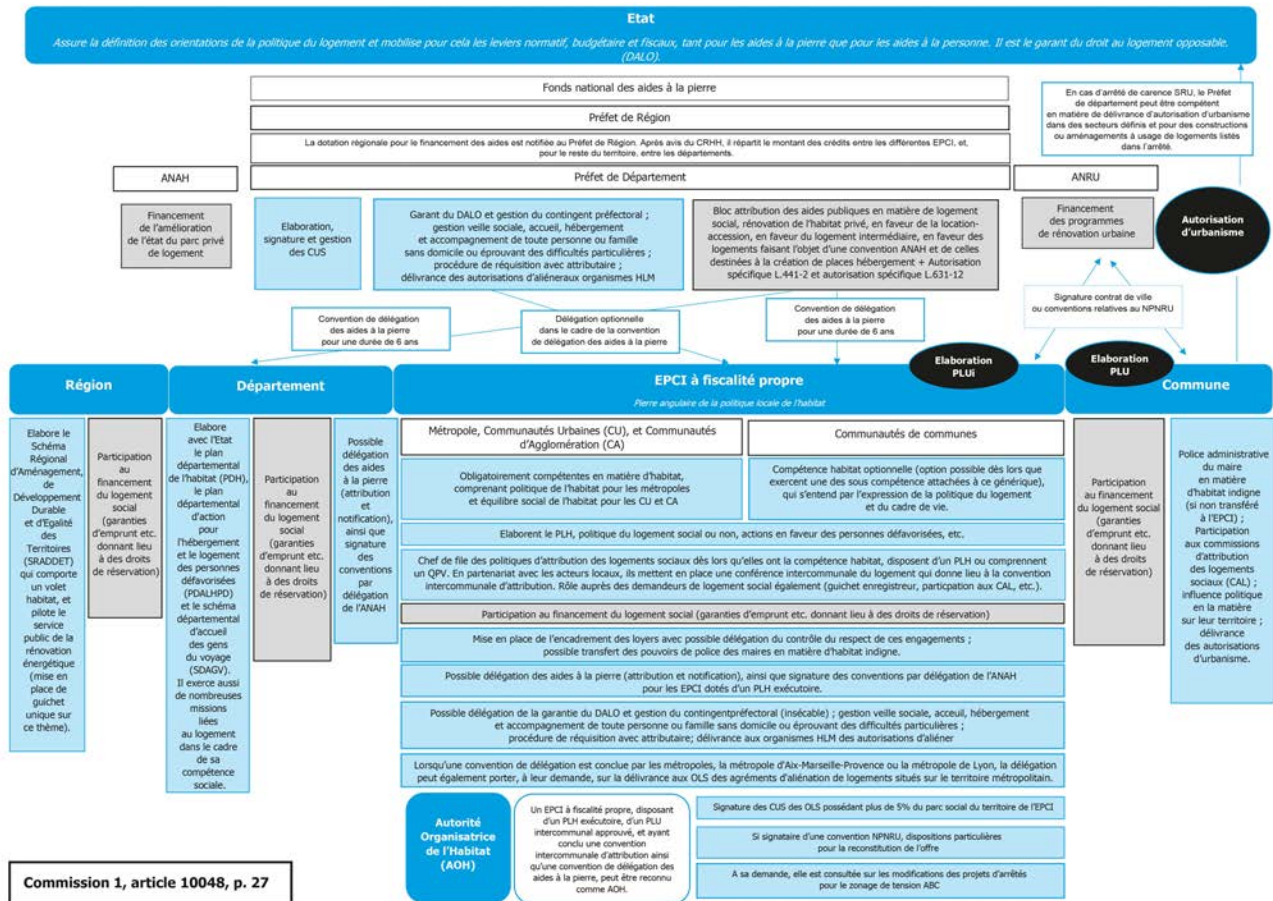 Etat
Assure la définition des orientations de la politique du logement et mobilise pour cela les leviers normatif, budgétaire et fiscaux, tant pour les aides à la pierre que pour les aides à la personne. Il est le garant du droit au logement opposable.
(DALO).
Fonds national des aides à la pierre
Préfet de Région
La dotation régionale pour le financement des aides est notifiée au Préfet de Région. Après avis du CRHH, il répartit le montant des crédits entre les différentes EPCI, et,
pour le reste du territoire, entre les départements.
En cas d'arrêté de carence SRU, le Préfet
de département peut être compétent
en matière de délivrance d'autorisation d'urbanisme
dans des secteurs définis et pour des constructions
ou aménagements à usage de logements listés
dans l'arrêté.
ANAH
Préfet de Département
ANRU
Financement
de l'amélioration
de l'état du parc privé
de logement
Elaboration,
signature et gestion
des CUS
Garant du DALO et gestion du contingent préfectoral ;
gestion veille sociale, accueil, hébergement
et accompagnement de toute personne ou famille
sans domicile ou éprouvant des difficultés particulières ;
procédure de réquisition avec attributaire ;
délivrance des autorisations d'aliéneraux organismes HLM
Bloc attribution des aides publiques en matière de logement
social, rénovation de l'habitat privé, en faveur de la location-
accession, en faveur du logement intermédiaire, en faveur des
logements faisant l'objet d'une convention ANAH et de celles
destinées à la création de places hébergement + Autorisation
spécifique L.441-2 et autorisation spécifique L.631-12
Financement
des programmes
de rénovation urbaine
Autorisation
d'urbanisme
Convention de délégation
des aides à la pierre
pour une durée de 6 ans
Délégation optionnelle
dans le cadre de la convention
de délégation des aides à la pierre
Convention de délégation
des aides à la pierre
pour une durée de 6 ans
Signature contrat de ville
ou conventions relatives au NPNRU
Elaboration
PLUi
Elaboration
PLU
Région
Département
EPCI à fiscalité propre
Pierre angulaire de la politique locale de l'habitat
Commune
Elabore le
Schéma
Régional
d'Aménagement,
de
Développement
Durable
et d'Egalité
des
Territoires
(SRADDET)
qui comporte
un volet
habitat, et
pilote le
service
public de la
rénovation
énergétique
(mise en
place de
guichet
unique sur
ce thème).
Participation
au
financement
du logement
social
(garanties
d'emprunt etc.
donnant lieu
à des droits
de réservation)
Elabore
avec l'Etat
le plan
départemental
de l'habitat (PDH),
le plan
départemental
d'action
pour
l'hébergement
et le logement
des personnes
défavorisées
(PDALHPD)
et le schéma
départemental
d'accueil
des gens
du voyage
(SDAGV).
Il exerce aussi
de nombreuses
missions
liées
au logement
dans le cadre
de sa
compétence
sociale.
Participation
au
financement
du logement
social
(garanties
d'emprunt etc.
donnant lieu
à des droits
de réservation)
Possible
délégation
des aides
à la pierre
(attribution
et
notification),
ainsi que
signature
des
conventions
par
délégation
de l'ANAH
Métropole, Communautés Urbaines (CU), et Communautés
d'Agglomération (CA)
Communautés de communes
Obligatoirement compétentes en matière d'habitat,
comprenant politique de l'habitat pour les métropoles
et équilibre social de l'habitat pour les CU et CA
Compétence habitat optionnelle (option possible dès lors que
exercent une des sous compétence attachées à ce générique),
qui s'entend par l'expression de la politique du logement
et du cadre de vie.
Elaborent le PLH, politique du logement social ou non, actions en faveur des personnes défavorisées, etc.
Chef de file des politiques d'attribution des logements sociaux dès lors qu'elles ont la compétence habitat, disposent d'un PLH ou comprennent
un QPV. En partenariat avec les acteurs locaux, ils mettent en place une conférence intercommunale du logement qui donne lieu à la convention
intercommunale d'attribution. Rôle auprès des demandeurs de logement social également (guichet enregistreur, particpation aux CAL, etc.).
Participation au financement du logement social (garanties d'emprunt etc. donnant lieu à des droits de réservation)
Mise en place de l'encadrement des loyers avec possible délégation du contrôle du respect de ces engagements ;
possible transfert des pouvoirs de police des maires en matière d'habitat indigne.
Possible délégation des aides à la pierre (attribution et notification), ainsi que signature des conventions par délégation de l'ANAH
pour les EPCI dotés d'un PLH exécutoire.
Possible délégation de la garantie du DALO et gestion du contingentpréfectoral (insécable) ; gestion veille sociale, acceuil, hébergement
et accompagnement de toute personne ou famille sans domicile ou éprouvant des difficultés particulières ;
procédure de réquisition avec attributaire; délivrance aux organismes HLM des autorisations d'aliéner
Lorsqu'une convention de délégation est conclue par les métropoles, la métropole d'Aix-Marseille-Provence ou la métropole de Lyon, la délégation
peut également porter, à leur demande, sur la délivrance aux OLS des agréments d'aliénation de logements situés sur le territoire métropolitain.
Participation
au financement
du logement social
(garanties
d'emprunt etc.
donnant lieu
à des droits
de réservation)
Police administrative
du maire
en matière
d'habitat indigne
(si non transféré
à l'EPCI) ;
Participation
aux commissions
d'attribution
des logements
sociaux (CAL) ;
influence politique
en la matière
sur leur territoire ;
délivrance
des autorisations
d'urbanisme.
Autorité
Organisatrice
de l'Habitat
(AOH)
Un EPCI à fiscalité propre, disposant
d'un PLH exécutoire, d'un PLU
intercommunal approuvé, et ayant
conclu une convention
intercommunale d'attribution ainsi
qu'une convention de délégation des
aides à la pierre, peut être reconnu
comme AOH.
Signature des CUS des OLS possédant plus de 5% du parc social du territoire de l'EPCI
Si signataire d'une convention NPNRU, dispositions particulières
pour la reconstitution de l'offre
A sa demande, elle est consultée sur les modifications des projets d'arrêtés
pour le zonage de tension ABC
Commission 1, article 10048, p. 27